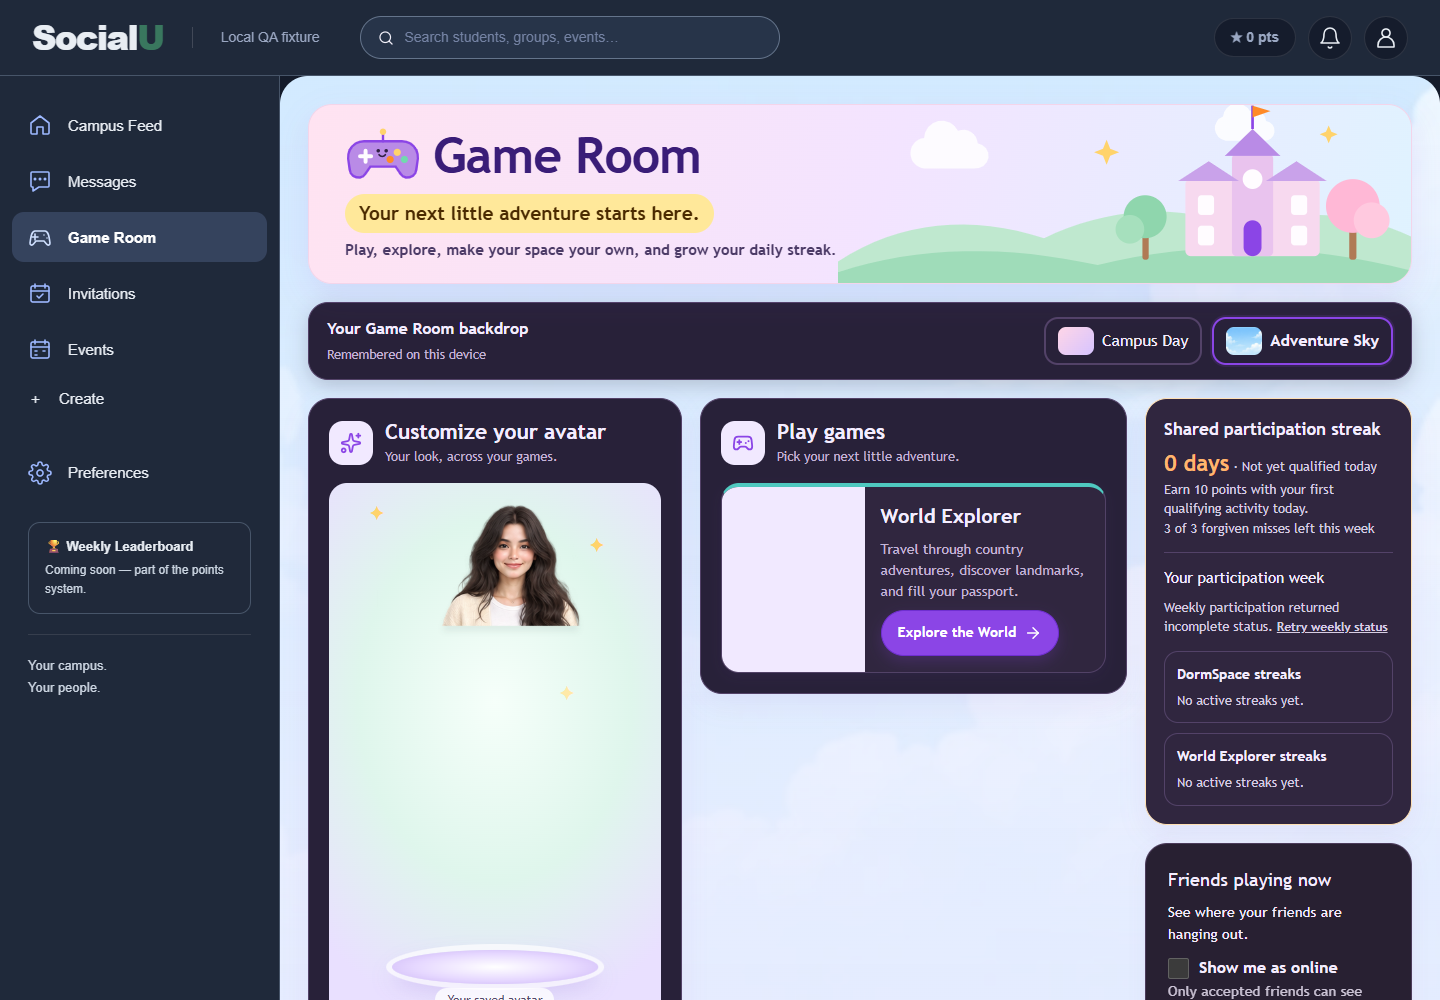 SocialU
Local QA fixture
Search students, groups, events…
★ 0 pts
Campus Feed
Messages
Game Room
Invitations
Events
+ Create
Preferences
Weekly Leaderboard
Coming soon — part of the points
system.
Your campus.
Your people.
Game Room
Your next little adventure starts here.
Play, explore, make your space your own, and grow your daily streak.
Your Game Room backdrop
Remembered on this device
Campus Day
Adventure Sky
Customize your avatar
Your look, across your games.
Your saved avatar
Play games
Pick your next little adventure.
World Explorer
Travel through country
adventures, discover landmarks,
and fill your passport.
Explore the World →
Shared participation streak
0 days · Not yet qualified today
Earn 10 points with your first
qualifying activity today.
3 of 3 forgiven misses left this week
Your participation week
Weekly participation returned
incomplete status. Retry weekly status
DormSpace streaks
No active streaks yet.
World Explorer streaks
No active streaks yet.
Friends playing now
See where your friends are
hanging out.
Show me as online
Only accepted friends can see